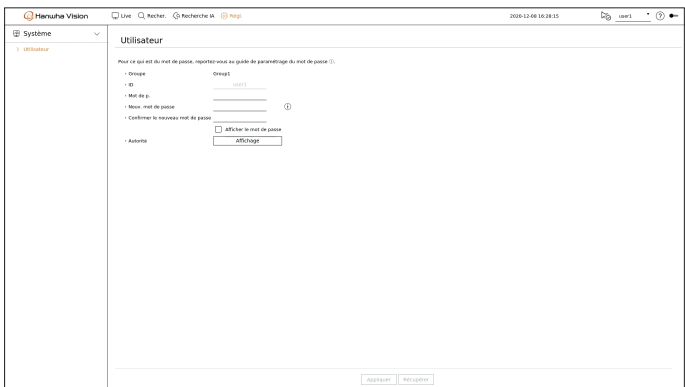 Hanwha Vision
Live Recher. Recherche IA Régl 2020-12-08 16:28:15 user1
Système
Utilisateur
Utilisateur
Pour ce qui est du mot de passe, reportez-vous au guide de paramétrage du mot de passe
Groupe Group1
ID user1
Mot de p.
Nouv. mot de passe
Confirmer le nouveau mot de passe
Afficher le mot de passe
Autorité Affichage
Appliquer Récupérer